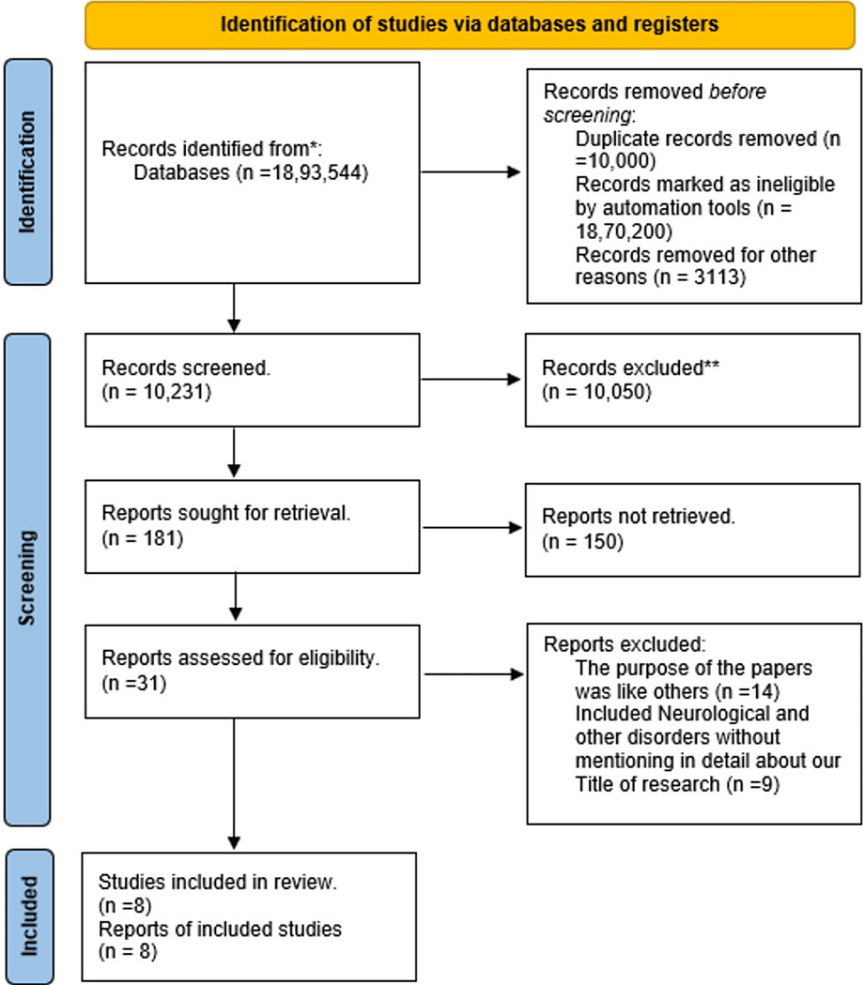 Identification of studies via databases and registers
Identification
Records identified from*:
Databases (n =18,93,544)
Records removed before
screening:
Duplicate records removed (n
=10,000)
Records marked as ineligible
by automation tools (n =
18,70,200)
Records removed for other
reasons (n = 3113)
Screening
Records screened.
(n = 10,231)
Records excluded**
(n = 10,050)
Reports sought for retrieval.
(n = 181)
Reports not retrieved.
(n = 150)
Reports assessed for eligibility.
(n =31)
Reports excluded:
The purpose of the papers
was like others (n =14)
Included Neurological and
other disorders without
mentioning in detail about our
Title of research (n =9)
Included
Studies included in review.
(n =8)
Reports of included studies
(n = 8)